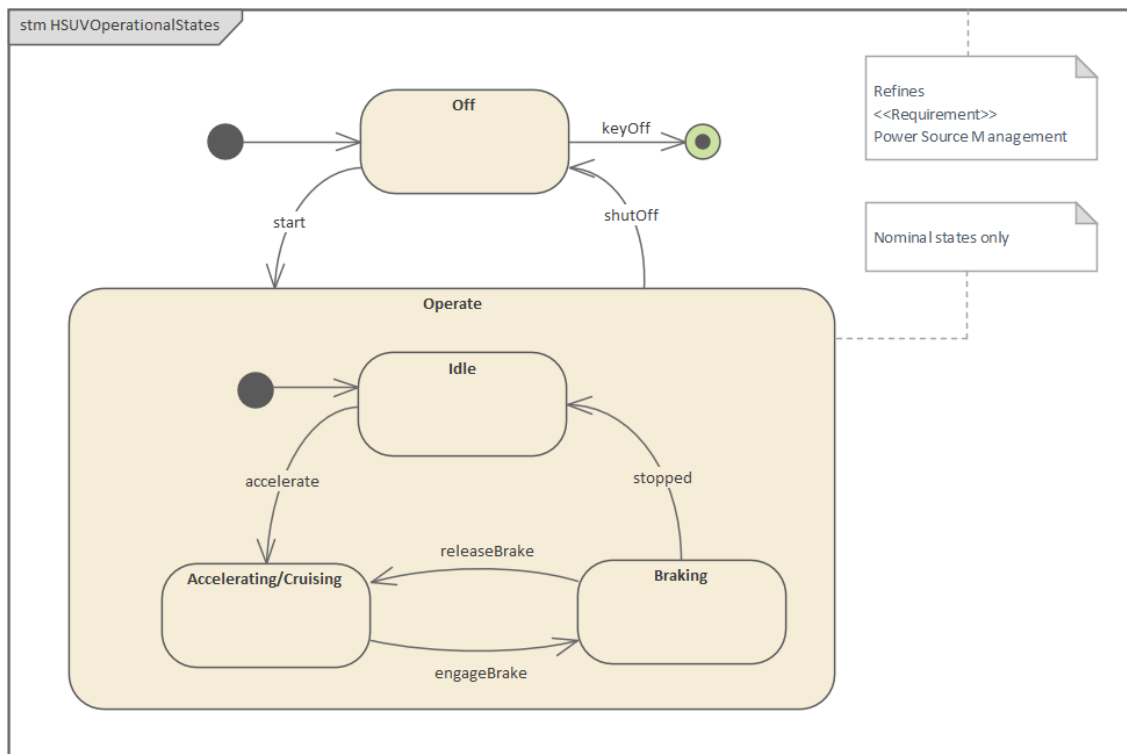 stm HSUVOperationalStates
Off
keyOff
Refines
<<Requirement>>
Power Source Management
start
shutOff
Nominal states only
Operate
Idle
accelerate
stopped
releaseBrake
Accelerating/Cruising
Braking
engageBrake